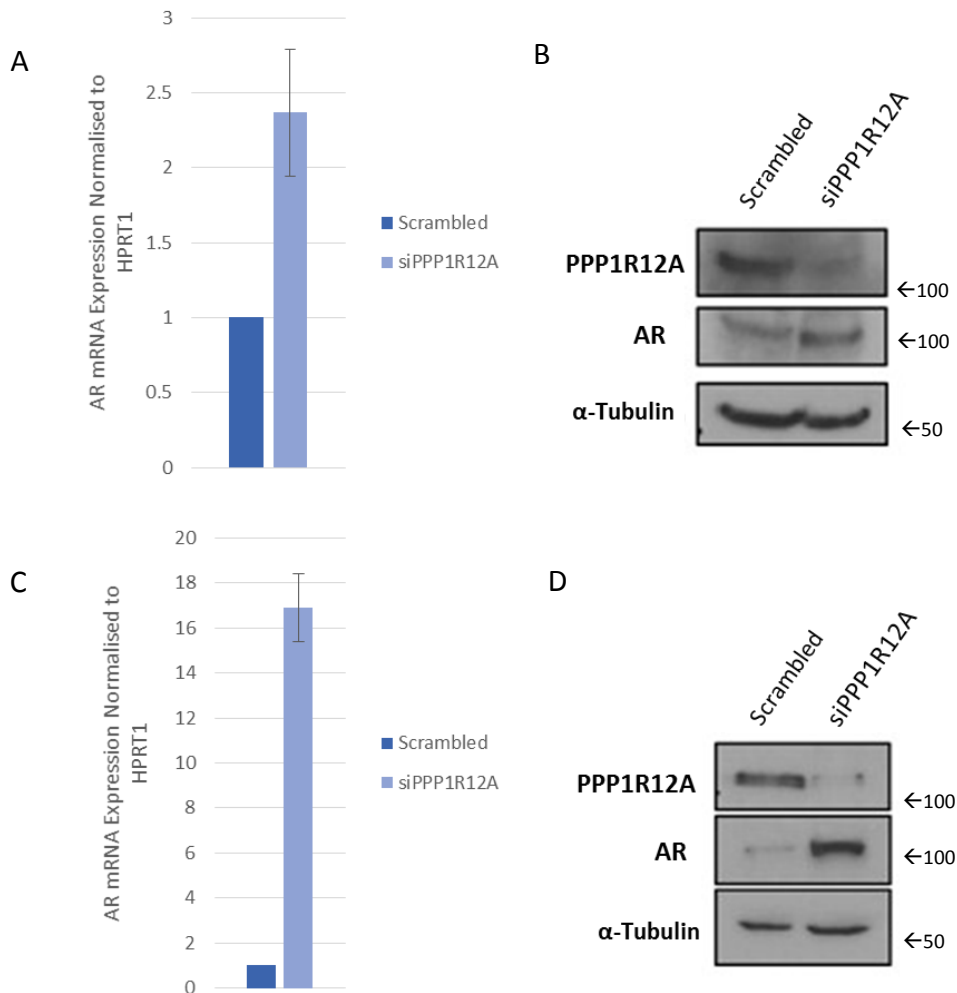 A
AR mRNA Expression Normalised to
HPRT1
3
2.5
2
1.5
1
0.5
0
Scrambled
siPPP1R12A
B
Scrambled
siPPP1R12A
PPP1R12A
←100
AR
←100
α-Tubulin
←50
C
AR mRNA Expression Normalised to
HPRT1
20
18
16
14
12
10
8
6
4
2
0
Scrambled
siPPP1R12A
D
Scrambled
siPPP1R12A
PPP1R12A
←100
AR
←100
α-Tubulin
←50